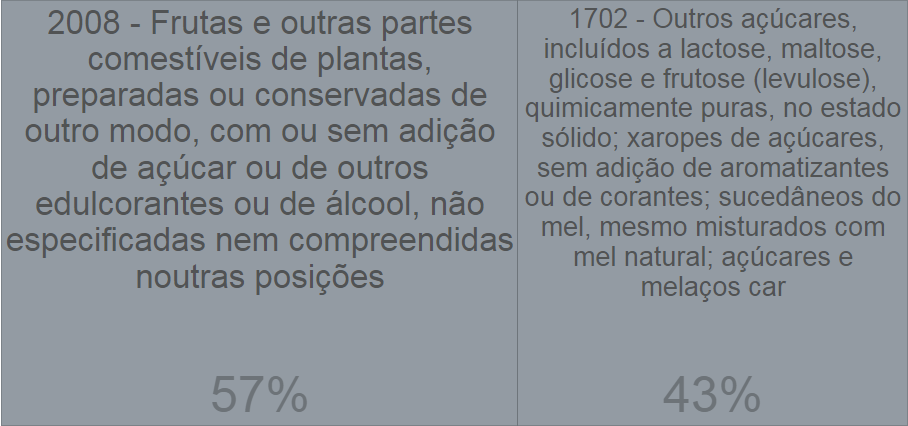 2008 - Frutas e outras partes
comestíveis de plantas,
preparadas ou conservadas de
outro modo, com ou sem adição
de açúcar ou de outros
edulcorantes ou de álcool, não
especificadas nem compreendidas
noutras posições
57%
1702 - Outros açúcares,
incluídos a lactose, maltose,
glicose e frutose (levulose),
quimicamente puras, no estado
sólido; xaropes de açúcares,
sem adição de aromatizantes
ou de corantes; sucedâneos do
mel, mesmo misturados com
mel natural; açúcares e
melaços car
43%